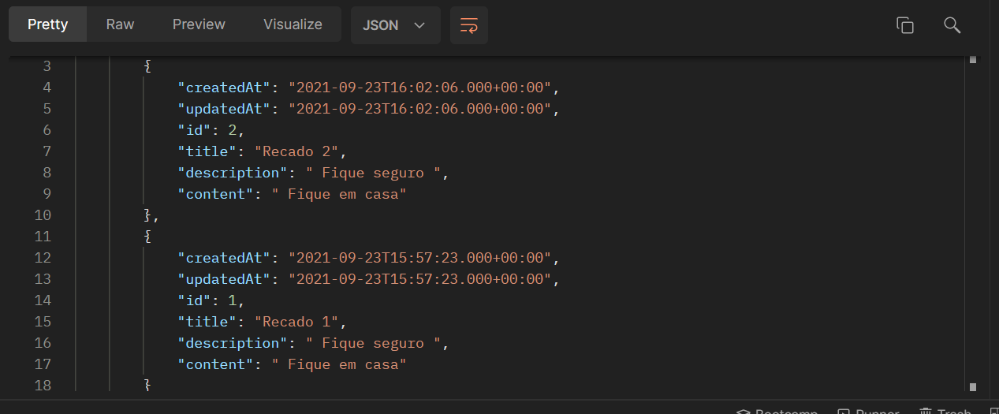 Pretty Raw Preview Visualize JSON
3 {
4 "createdAt": "2021-09-23T16:02:06.000+00:00",
5 "updatedAt": "2021-09-23T16:02:06.000+00:00",
6 "id": 2,
7 "title": "Recado 2",
8 "description": " Fique seguro ",
9 "content": " Fique em casa"
10 },
11 {
12 "createdAt": "2021-09-23T15:57:23.000+00:00",
13 "updatedAt": "2021-09-23T15:57:23.000+00:00",
14 "id": 1,
15 "title": "Recado 1",
16 "description": " Fique seguro ",
17 "content": " Fique em casa"
18 }
Bootcamp Runner Trash